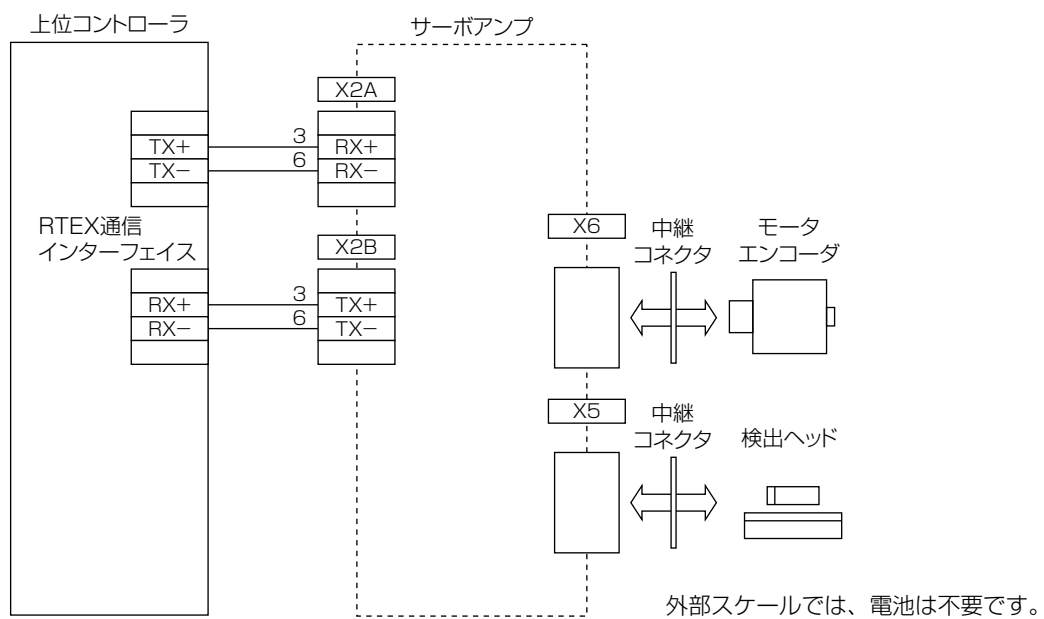 上位コントローラ
サーボアンプ
X2A
TX+
3
RX+
TX−
6
RX−
RTEX通信
インターフェイス
X2B
RX+
3
TX+
RX−
6
TX−
X6
中継
コネクタ
モータ
エンコーダ
X5
中継
コネクタ
検出ヘッド
外部スケールでは、電池は不要です。